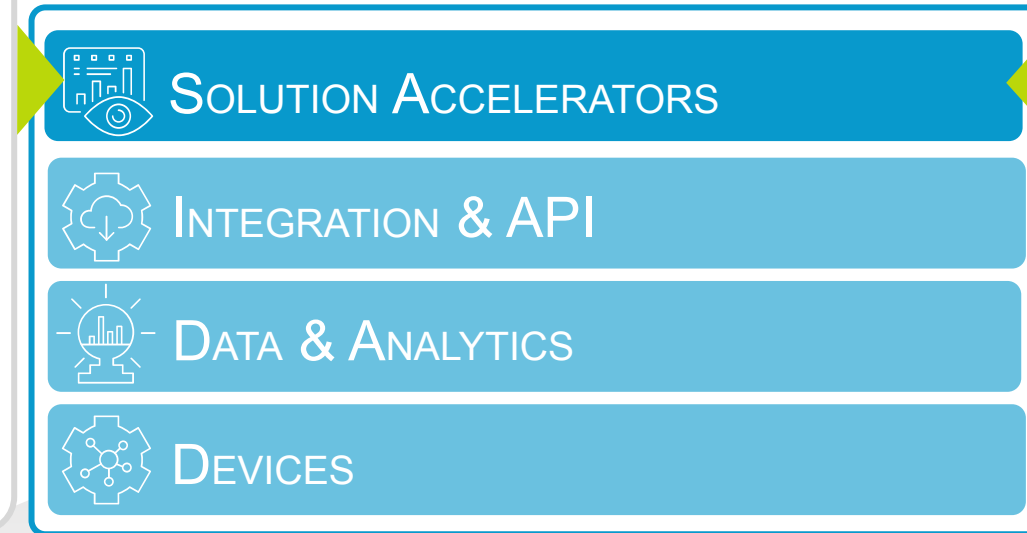 Solution Accelerators
Integration & API
Data & Analytics
Devices